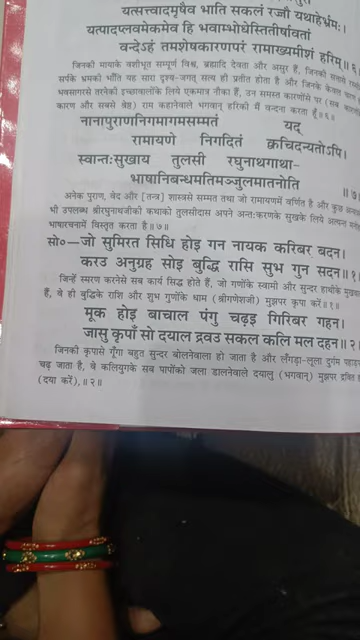 यत्सत्त्वादमृषैव भाति सकलं रज्जौ यथाहेर्भ्रमः।
यत्पादप्लवमेकमेव हि भवाम्भोधेस्तितीर्षावतां
वन्देऽहं तमशेषकारणपरं रामाख्यमीशं हरिम्॥६
जिनकी मायाके वशीभूत सम्पूर्ण विश्व, ब्रह्मादि देवता और असुर हैं, जिनकी सत्तासे रस्सीमें
सर्पके भ्रमकी भाँति यह सारा दृश्य-जगत् सत्य ही प्रतीत होता है और जिनके केवल चरण
भवसागरसे तरनेकी इच्छावालोंके लिये एकमात्र नौका हैं, उन समस्त कारणोंसे पर (सब
कारण और सबसे श्रेष्ठ) राम कहानेवाले भगवान् हरिकी मैं वन्दना करता हूँ॥६॥
नानापुराणनिगमागमसम्मतं यद्
रामायणे निगदितं क्वचिदन्यतोऽपि।
स्वान्तःसुखाय तुलसी रघुनाथगाथा-
भाषानिबन्धमतिमञ्जुलमातनोति ॥७
अनेक पुराण, वेद और [तन्त्र] शास्त्रसे सम्मत तथा जो रामायणमें वर्णित है और कुछ
भी उपलब्ध श्रीरघुनाथजीकी कथाको तुलसीदास अपने अन्तःकरणके सुखके लिये अत्यन्त
भाषारचनामें विस्तृत करता है॥७॥
सो०—जो सुमिरत सिधि होइ गन नायक करिबर बदन।
करउ अनुग्रह सोइ बुद्धि रासि सुभ गुन सदन॥१
जिन्हें स्मरण करनेसे सब कार्य सिद्ध होते हैं, जो गणोंके स्वामी और सुन्दर हाथीके मुखवाले
हैं, वे ही बुद्धिके राशि और शुभ गुणोंके धाम (श्रीगणेशजी) मुझपर कृपा करें॥१॥
मूक होइ बाचाल पंगु चढ़इ गिरिबर गहन।
जासु कृपाँ सो दयाल द्रवउ सकल कलि मल दहन॥२
जिनकी कृपासे गूँगा बहुत सुन्दर बोलनेवाला हो जाता है और लँगड़ा-लूला दुर्गम पहाड़पर
चढ़ जाता है, वे कलियुगके सब पापोंको जला डालनेवाले दयालु (भगवान्) मुझपर द्रवित
(दया करें),॥२॥